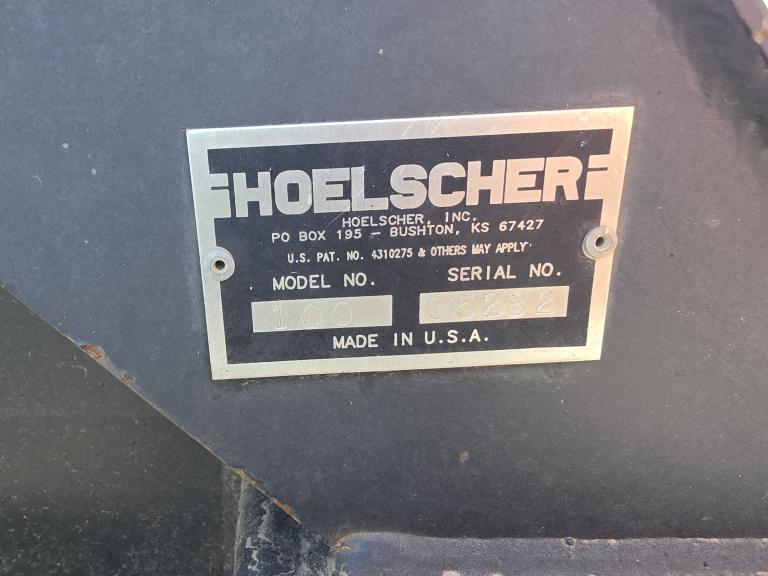 HOELSCHER
HOELSCHER, INC.
PO BOX 195 — BUSHTON, KS 67427
U.S. PAT. NO. 4310275 & OTHERS MAY APPLY
MODEL NO. SERIAL NO.
100 05282
MADE IN U.S.A.